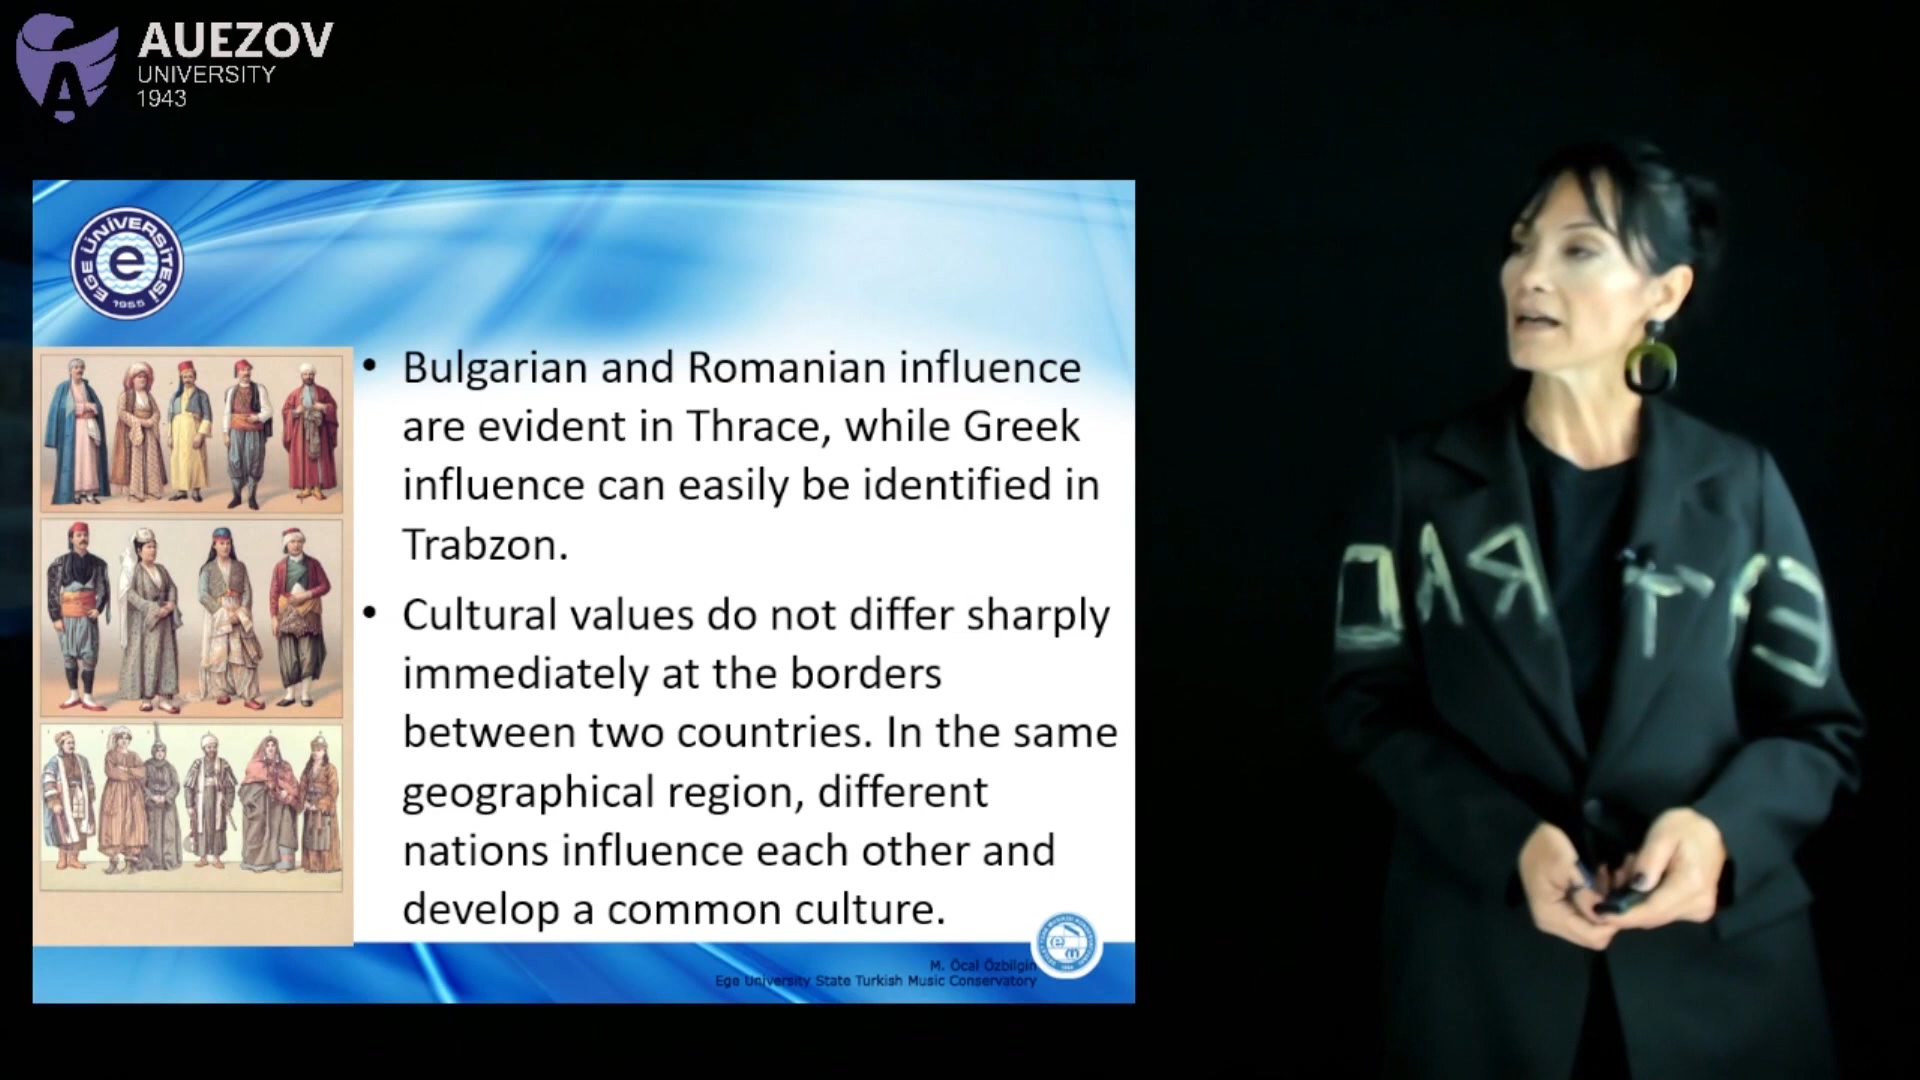 AUEZOV
UNIVERSITY
1943
EGE ÜNİVERSİTESİ
e
1955
• Bulgarian and Romanian influence
are evident in Thrace, while Greek
influence can easily be identified in
Trabzon.
• Cultural values do not differ sharply
immediately at the borders
between two countries. In the same
geographical region, different
nations influence each other and
develop a common culture.
M. Öcal Özbilgin
Ege University State Turkish Music Conservatory